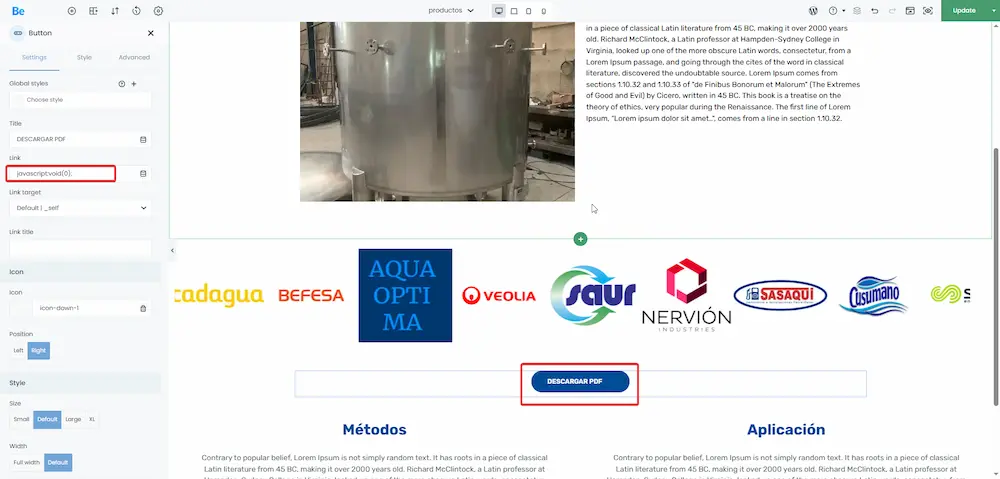 Be
productos
Update
Button
Settings Style Advanced
Global styles
Choose style
Title
DESCARGAR PDF
Link
javascript:void(0);
Link target
Default | _self
Link title
Icon
Icon
icon-down-1
Position
Left Right
Style
Size
Small Default Large XL
Width
Full width Default
in a piece of classical Latin literature from 45 BC, making it over 2000 years
old. Richard McClintock, a Latin professor at Hampden-Sydney College in
Virginia, looked up one of the more obscure Latin words, consectetur, from a
Lorem Ipsum passage, and going through the cites of the word in classical
literature, discovered the undoubtable source. Lorem Ipsum comes from
sections 1.10.32 and 1.10.33 of "de Finibus Bonorum et Malorum" (The Extremes
of Good and Evil) by Cicero, written in 45 BC. This book is a treatise on the
theory of ethics, very popular during the Renaissance. The first line of Lorem
Ipsum, "Lorem ipsum dolor sit amet..", comes from a line in section 1.10.32.
cadagua
BEFESA
AQUA
OPTI
MA
VEOLIA
saur
NERVIÓN
INDUSTRIES
SASAQUI
Cusumano
S
DESCARGAR PDF
Métodos
Contrary to popular belief, Lorem Ipsum is not simply random text. It has roots in a piece of classical
Latin literature from 45 BC, making it over 2000 years old. Richard McClintock, a Latin professor at
Aplicación
Contrary to popular belief, Lorem Ipsum is not simply random text. It has roots in a piece of classical
Latin literature from 45 BC, making it over 2000 years old. Richard McClintock, a Latin professor at